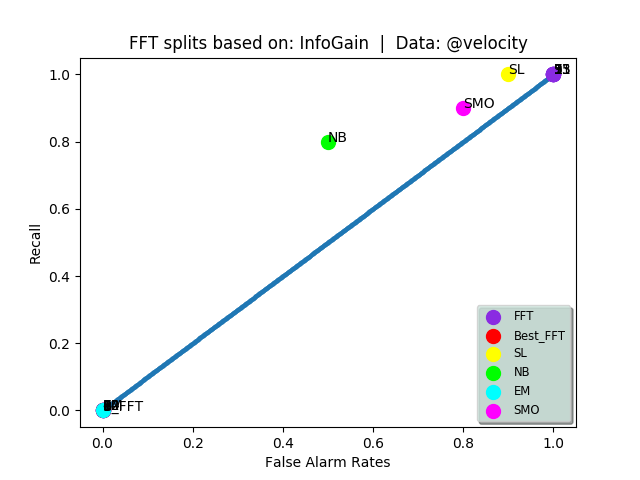 FFT splits based on: InfoGain | Data: @velocity
1.0
SL
SMO
0.8
NB
Recall
0.6
0.4
0.2
0.0
FFT
Best_FFT
SL
NB
EM
SMO
0.0
0.2
0.4
0.6
0.8
1.0
False Alarm Rates